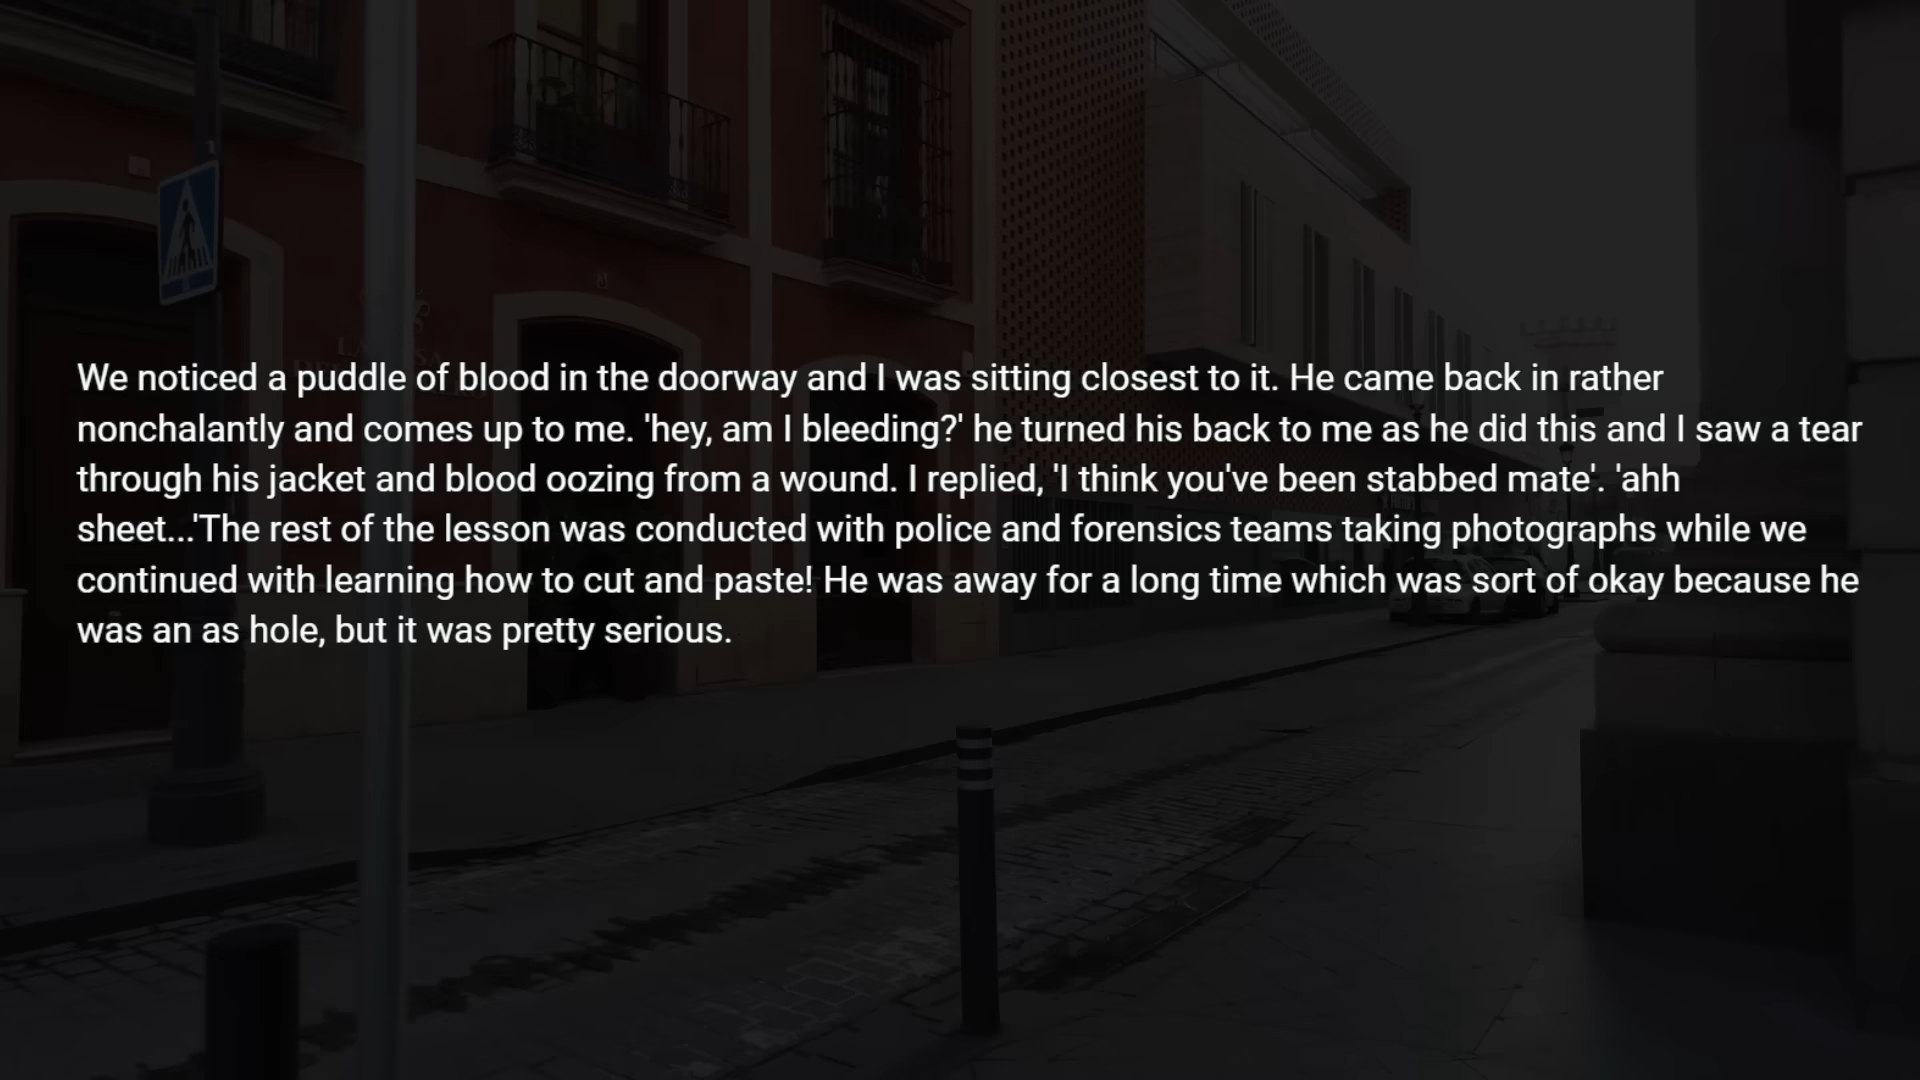 We noticed a puddle of blood in the doorway and I was sitting closest to it. He came back in rather
nonchalantly and comes up to me. 'hey, am I bleeding?' he turned his back to me as he did this and I saw a tear
through his jacket and blood oozing from a wound. I replied, 'I think you've been stabbed mate'. 'ahh
sheet...'The rest of the lesson was conducted with police and forensics teams taking photographs while we
continued with learning how to cut and paste! He was away for a long time which was sort of okay because he
was an as hole, but it was pretty serious.